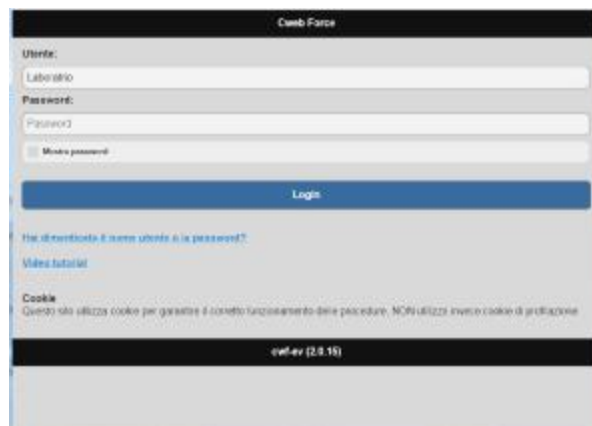 Cweb Force
Utente:
Laboratrio
Password:
Password
Mostra password
Login
Hai dimenticato il nome utente o la password?
Video tutorial
Cookie
Questo sito utilizza cookie per garantire il corretto funzionamento delle procedure. NON utilizza invece cookie di profilazione
cwf-ev (2.0.15)